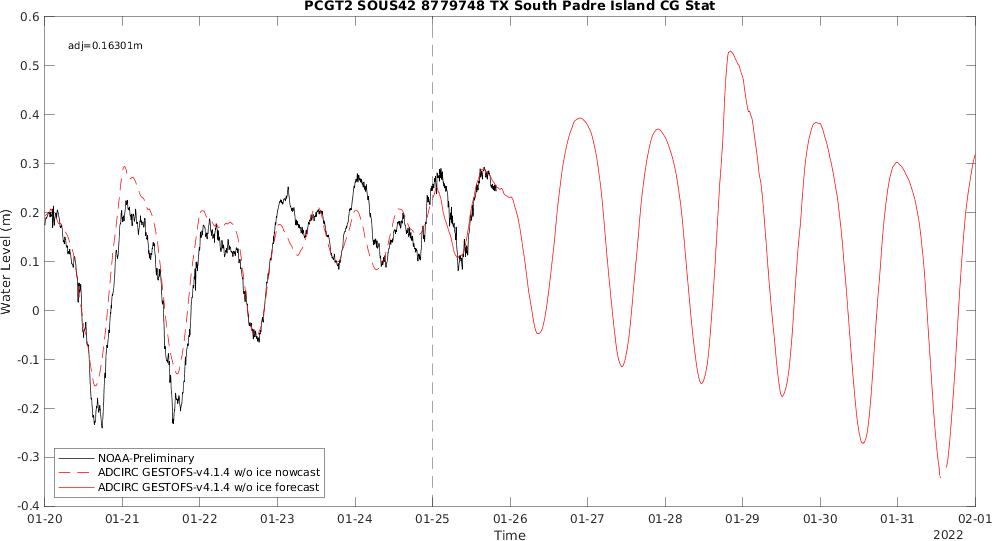 PCGT2 SOUS42 8779748 TX South Padre Island CG Stat
adj=0.16301m
0.6
0.5
0.4
0.3
0.2
0.1
0
-0.1
-0.2
-0.3
-0.4
Water Level (m)
NOAA-Preliminary
ADCIRC GESTOFS-v4.1.4 w/o ice nowcast
ADCIRC GESTOFS-v4.1.4 w/o ice forecast
01-20 01-21 01-22 01-23 01-24 01-25 01-26 01-27 01-28 01-29 01-30 01-31 02-01
Time
2022